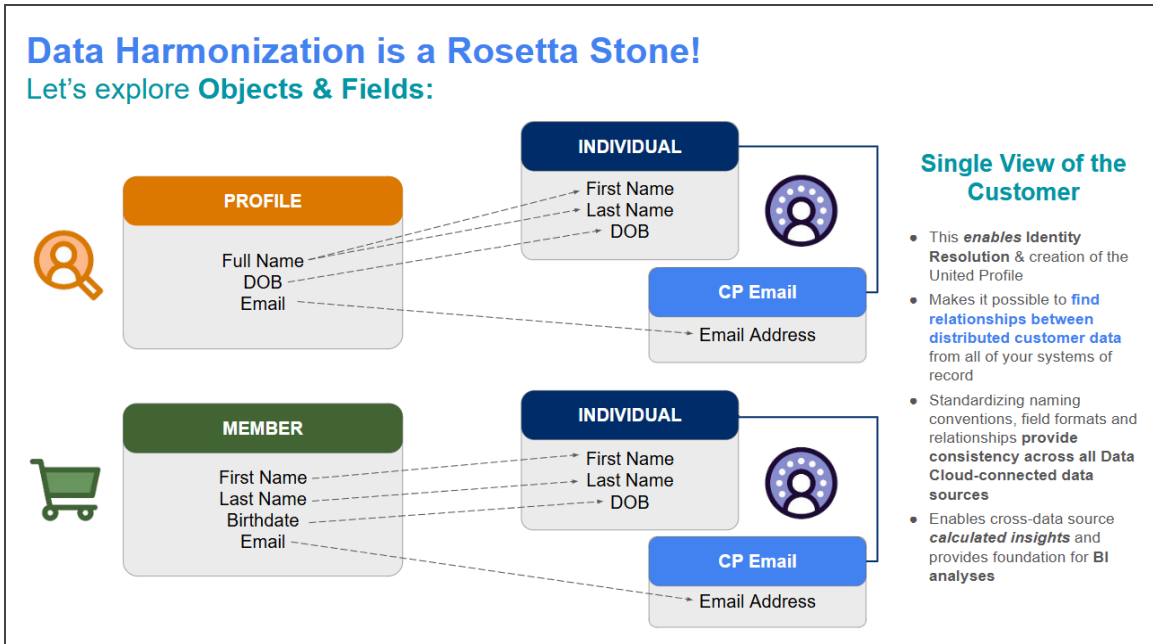 Data Harmonization is a Rosetta Stone!
Let's explore Objects & Fields:
PROFILE
Full Name
DOB
Email
INDIVIDUAL
First Name
Last Name
DOB
CP Email
Email Address
MEMBER
First Name
Last Name
Birthdate
Email
INDIVIDUAL
First Name
Last Name
DOB
CP Email
Email Address
Single View of the
Customer
● This enables Identity
Resolution & creation of the
United Profile
● Makes it possible to find
relationships between
distributed customer data
from all of your systems of
record
● Standardizing naming
conventions, field formats and
relationships provide
consistency across all Data
Cloud-connected data
sources
● Enables cross-data source
calculated insights and
provides foundation for BI
analyses